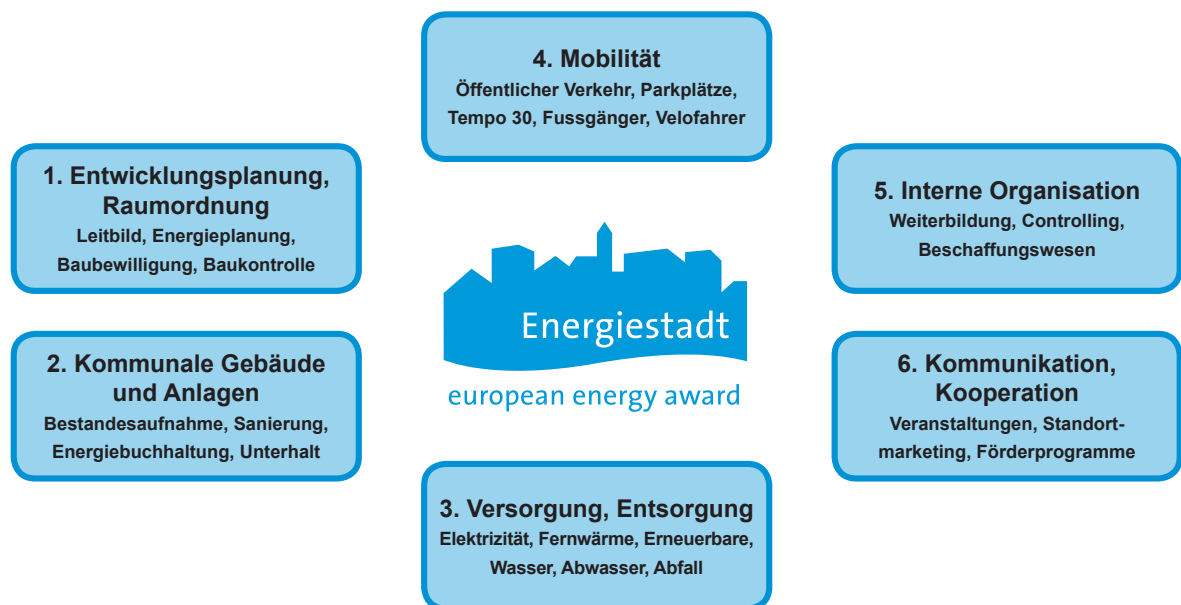 4. Mobilität
Öffentlicher Verkehr, Parkplätze,
Tempo 30, Fussgänger, Velofahrer
1. Entwicklungsplanung,
Raumordnung
Leitbild, Energieplanung,
Baubewilligung, Baukontrolle
5. Interne Organisation
Weiterbildung, Controlling,
Beschaffungswesen
Energiestadt
european energy award
2. Kommunale Gebäude
und Anlagen
Bestandesaufnahme, Sanierung,
Energiebuchhaltung, Unterhalt
6. Kommunikation,
Kooperation
Veranstaltungen, Standort-
marketing, Förderprogramme
3. Versorgung, Entsorgung
Elektrizität, Fernwärme, Erneuerbare,
Wasser, Abwasser, Abfall